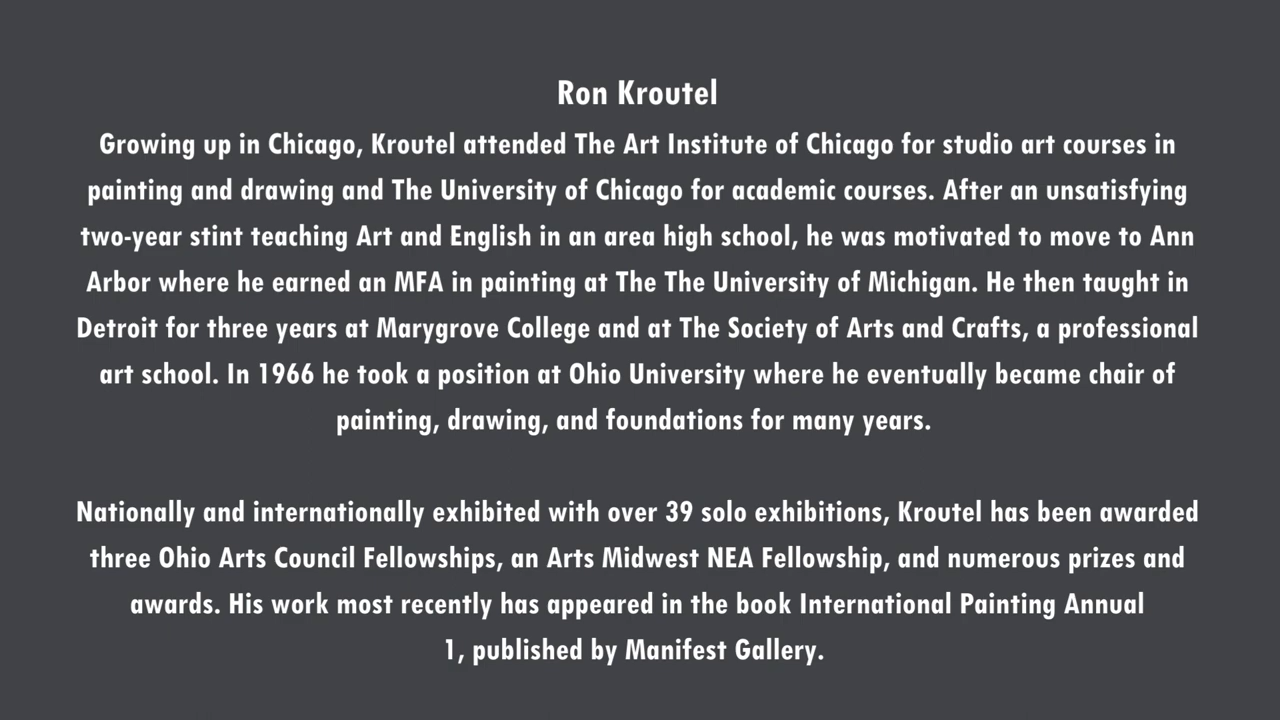 Ron Kroutel
Growing up in Chicago, Kroutel attended The Art Institute of Chicago for studio art courses in
painting and drawing and The University of Chicago for academic courses. After an unsatisfying
two-year stint teaching Art and English in an area high school, he was motivated to move to Ann
Arbor where he earned an MFA in painting at The The University of Michigan. He then taught in
Detroit for three years at Marygrove College and at The Society of Arts and Crafts, a professional
art school. In 1966 he took a position at Ohio University where he eventually became chair of
painting, drawing, and foundations for many years.
Nationally and internationally exhibited with over 39 solo exhibitions, Kroutel has been awarded
three Ohio Arts Council Fellowships, an Arts Midwest NEA Fellowship, and numerous prizes and
awards. His work most recently has appeared in the book International Painting Annual
1, published by Manifest Gallery.